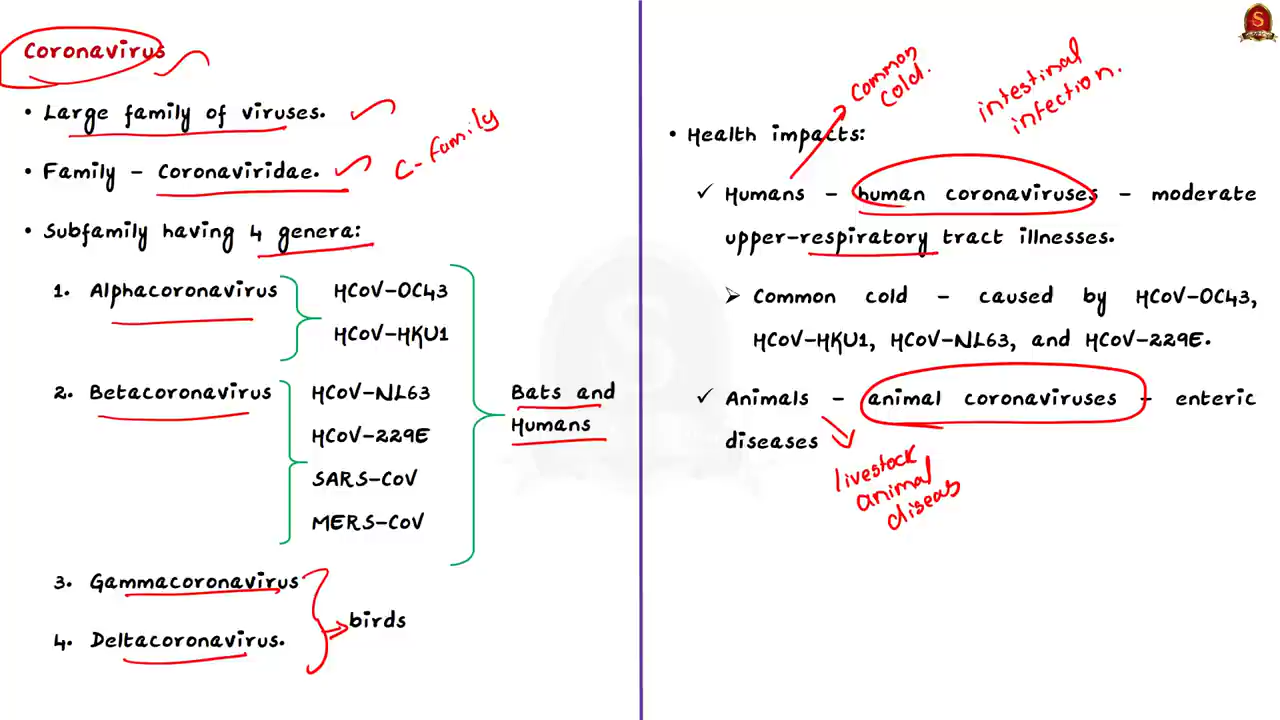 Coronavirus
• Large family of viruses.
• Family - Coronaviridae.
C-Family
• Subfamily having 4 genera:
1. Alphacoronavirus
HCoV-OC43
HCoV-HKU1
2. Betacoronavirus
HCoV-NL63
HCoV-229E
SARS-CoV
MERS-CoV
Bats and
Humans
3. Gammacoronavirus
4. Deltacoronavirus.
birds
common
cold.
intestinal
infection.
• Health impacts:
✓ Humans - human coronaviruses - moderate
upper-respiratory tract illnesses.
➢ Common cold - caused by HCoV-OC43,
HCoV-HKU1, HCoV-NL63, and HCoV-229E.
✓ Animals - animal coronaviruses - enteric
diseases
livestock
animal
diseas